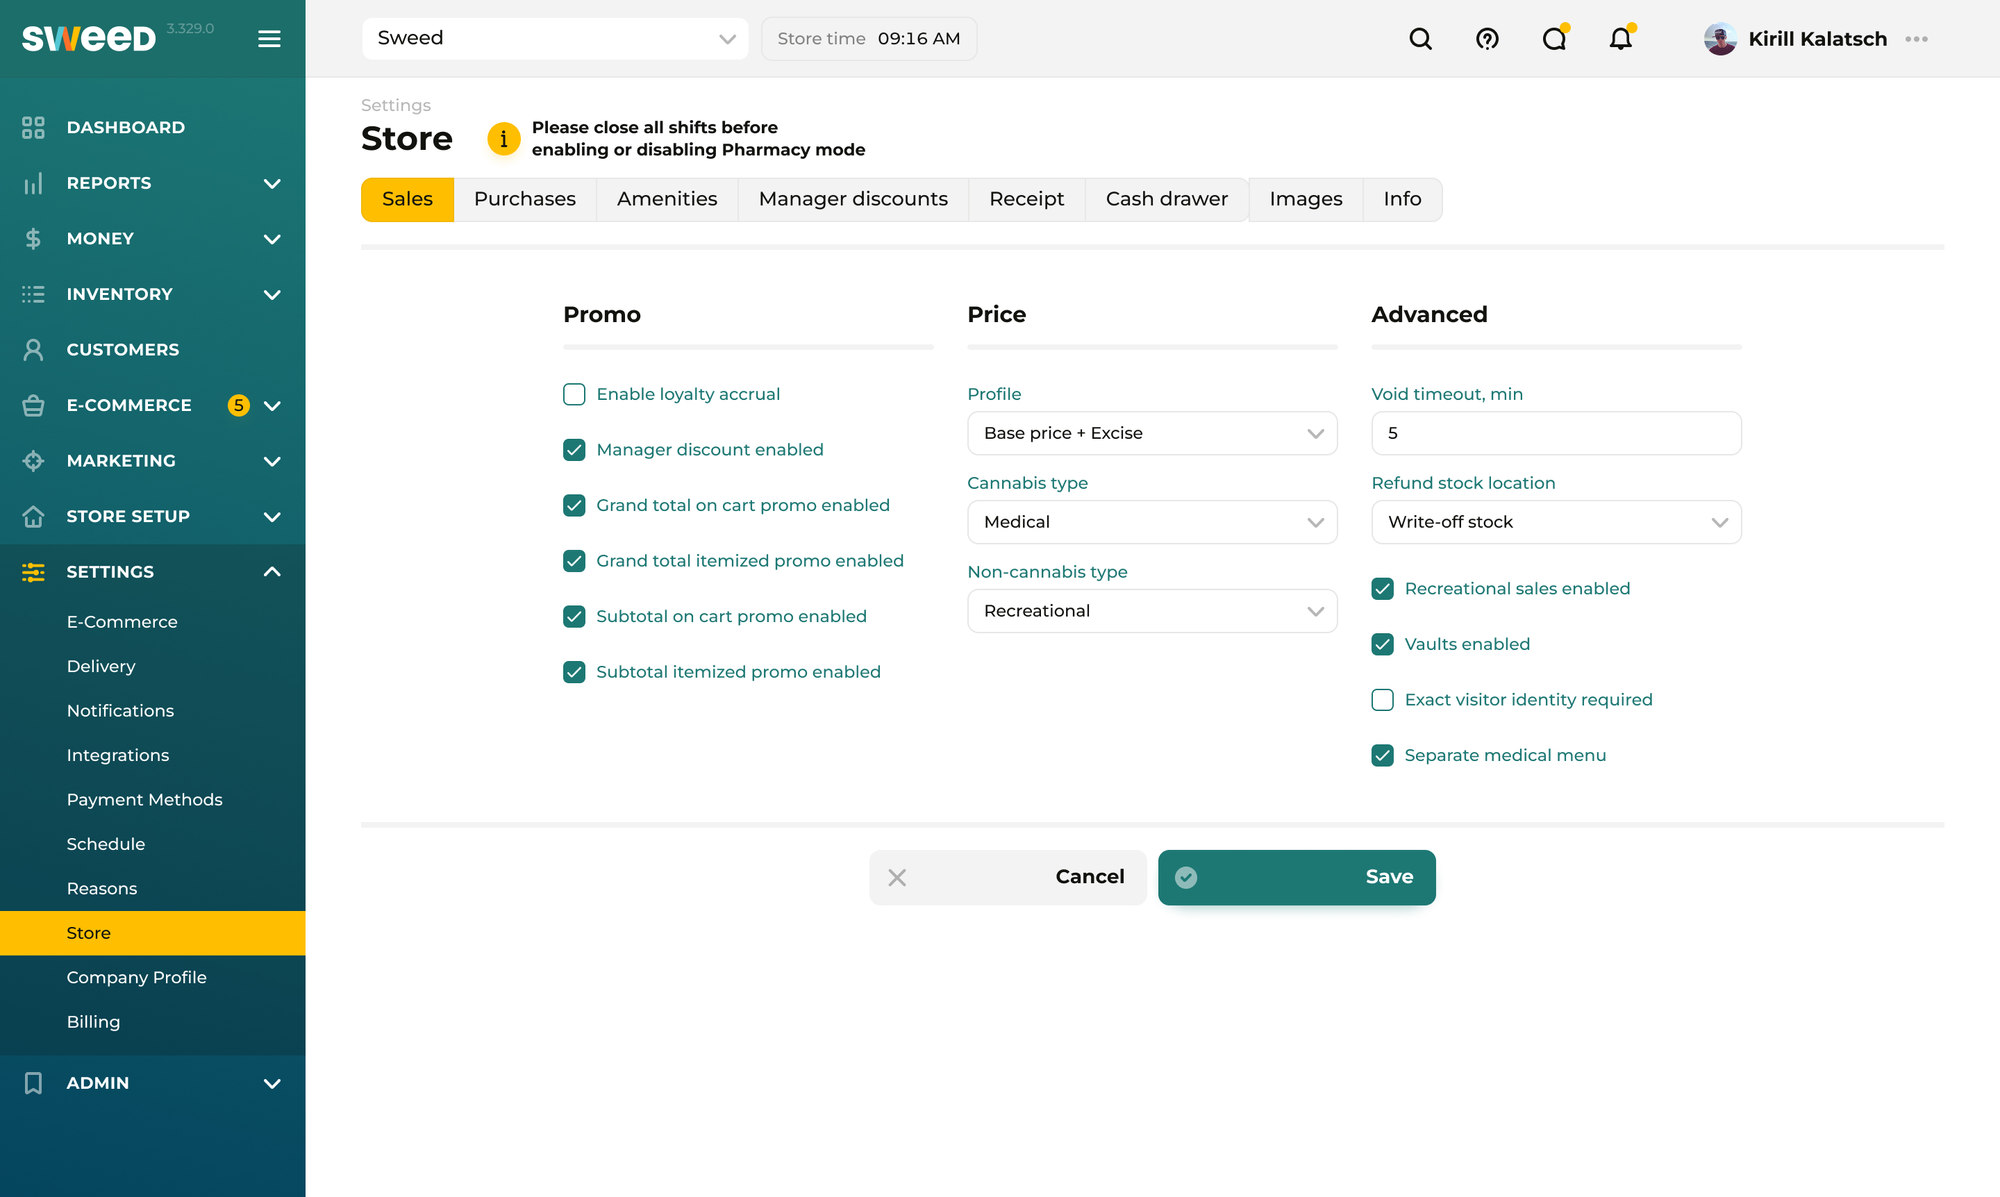 SWEED 3.329.0
DASHBOARD
REPORTS
MONEY
INVENTORY
CUSTOMERS
E-COMMERCE 5
MARKETING
STORE SETUP
SETTINGS
E-Commerce
Delivery
Notifications
Integrations
Payment Methods
Schedule
Reasons
Store
Company Profile
Billing
ADMIN
Sweed
Store time 09:16 AM
Kirill Kalatsch
Settings
Store
Please close all shifts before
enabling or disabling Pharmacy mode
Sales Purchases Amenities Manager discounts Receipt Cash drawer Images Info
Promo
Enable loyalty accrual
Manager discount enabled
Grand total on cart promo enabled
Grand total itemized promo enabled
Subtotal on cart promo enabled
Subtotal itemized promo enabled
Price
Profile
Base price + Excise
Cannabis type
Medical
Non-cannabis type
Recreational
Advanced
Void timeout, min
5
Refund stock location
Write-off stock
Recreational sales enabled
Vaults enabled
Exact visitor identity required
Separate medical menu
Cancel
Save